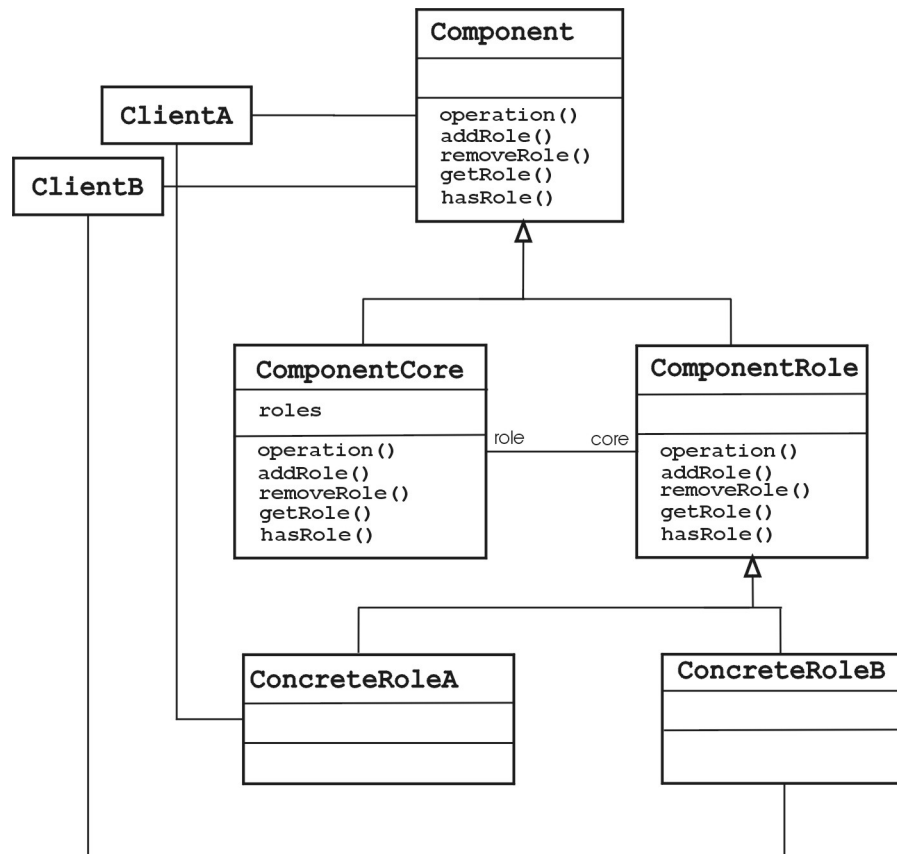 Component
operation()
addRole()
removeRole()
getRole()
hasRole()
ClientA
ClientB
ComponentCore
roles
operation()
addRole()
removeRole()
getRole()
hasRole()
role
core
ComponentRole
operation()
addRole()
removeRole()
getRole()
hasRole()
ConcreteRoleA
ConcreteRoleB